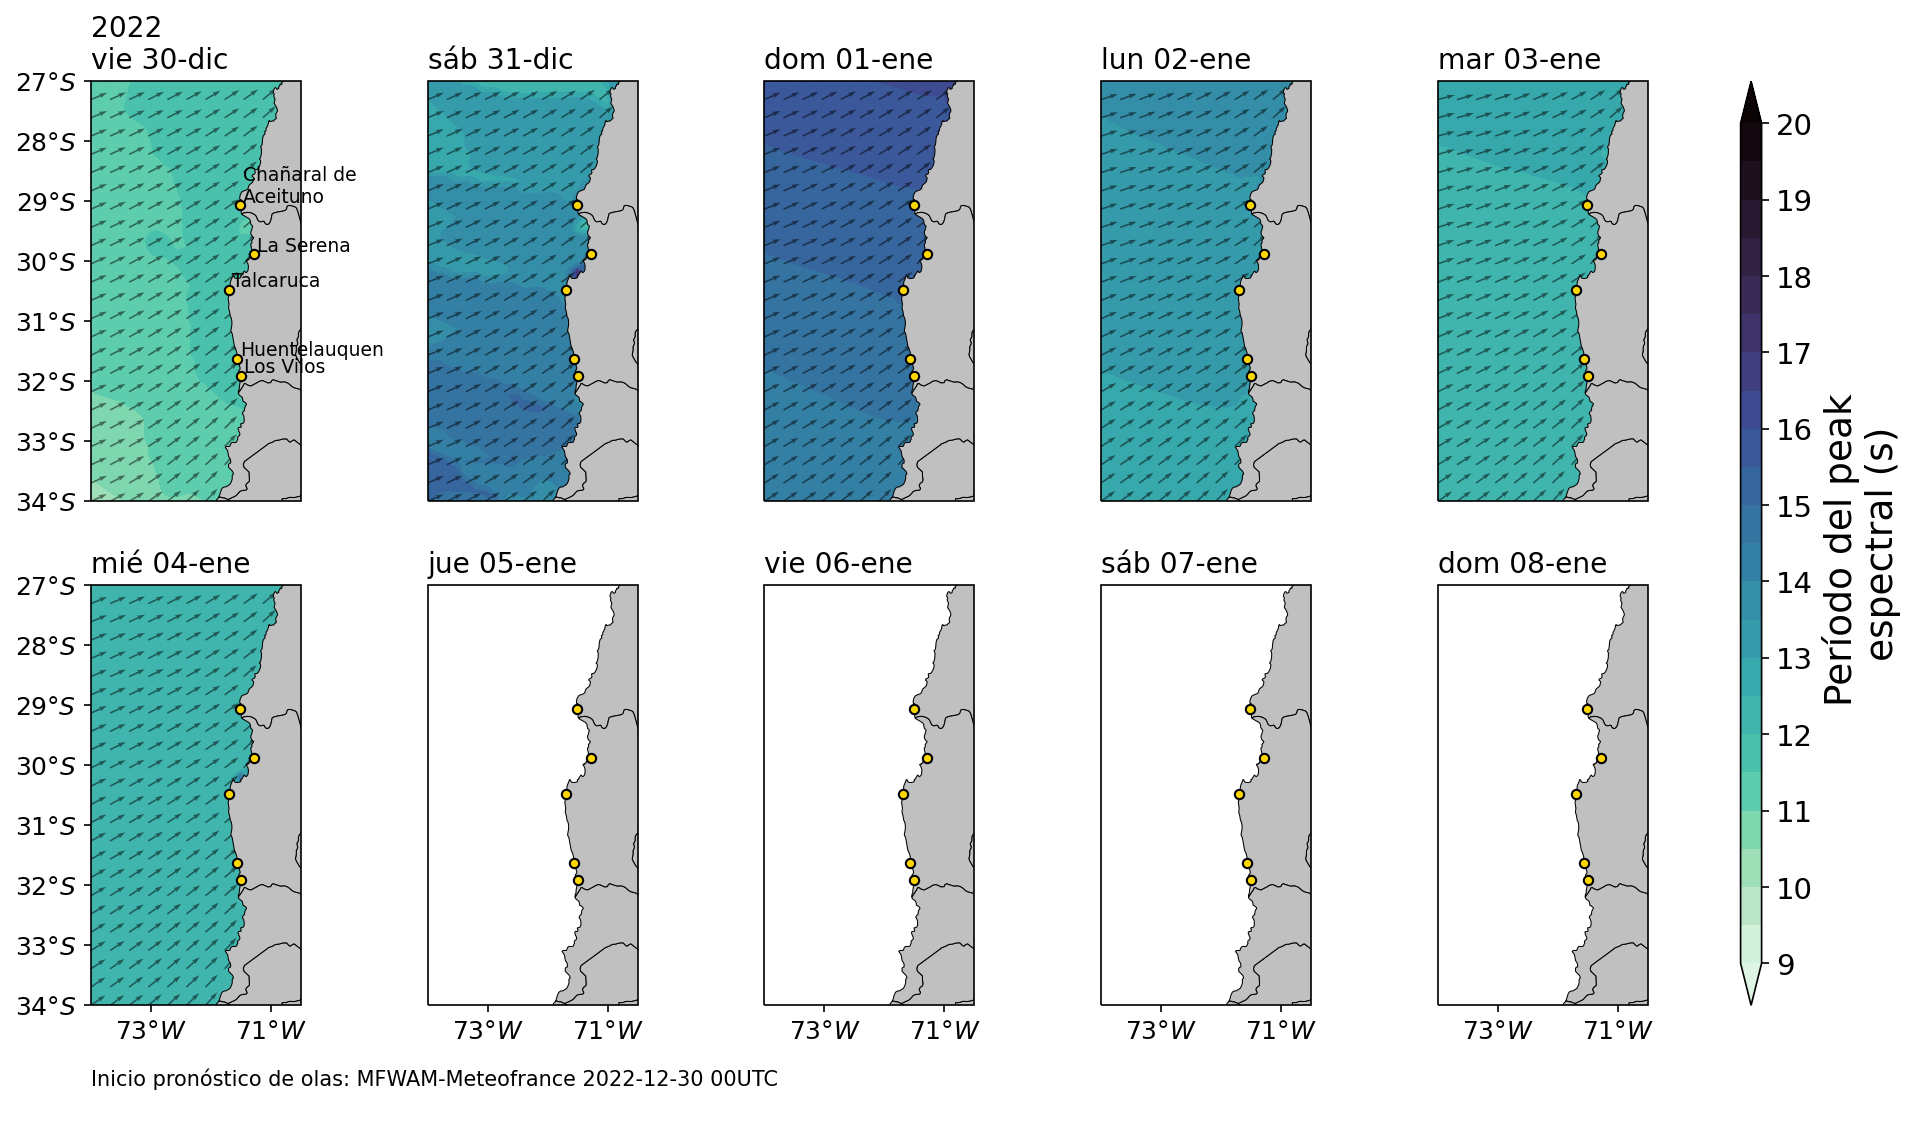 2022
vie 30-dic
sáb 31-dic
dom 01-ene
lun 02-ene
mar 03-ene
27°S
28°S
29°S
30°S
31°S
32°S
33°S
34°S
Chañaral de
Aceituno
La Serena
Talcaruca
Huentelauquen
Los Vilos
mié 04-ene
jue 05-ene
vie 06-ene
sáb 07-ene
dom 08-ene
27°S
28°S
29°S
30°S
31°S
32°S
33°S
34°S
73°W 71°W
73°W 71°W
73°W 71°W
73°W 71°W
73°W 71°W
20
19
18
17
16
15
14
13
12
11
10
9
Período del peak
espectral (s)
Inicio pronóstico de olas: MFWAM-Meteofrance 2022-12-30 00UTC